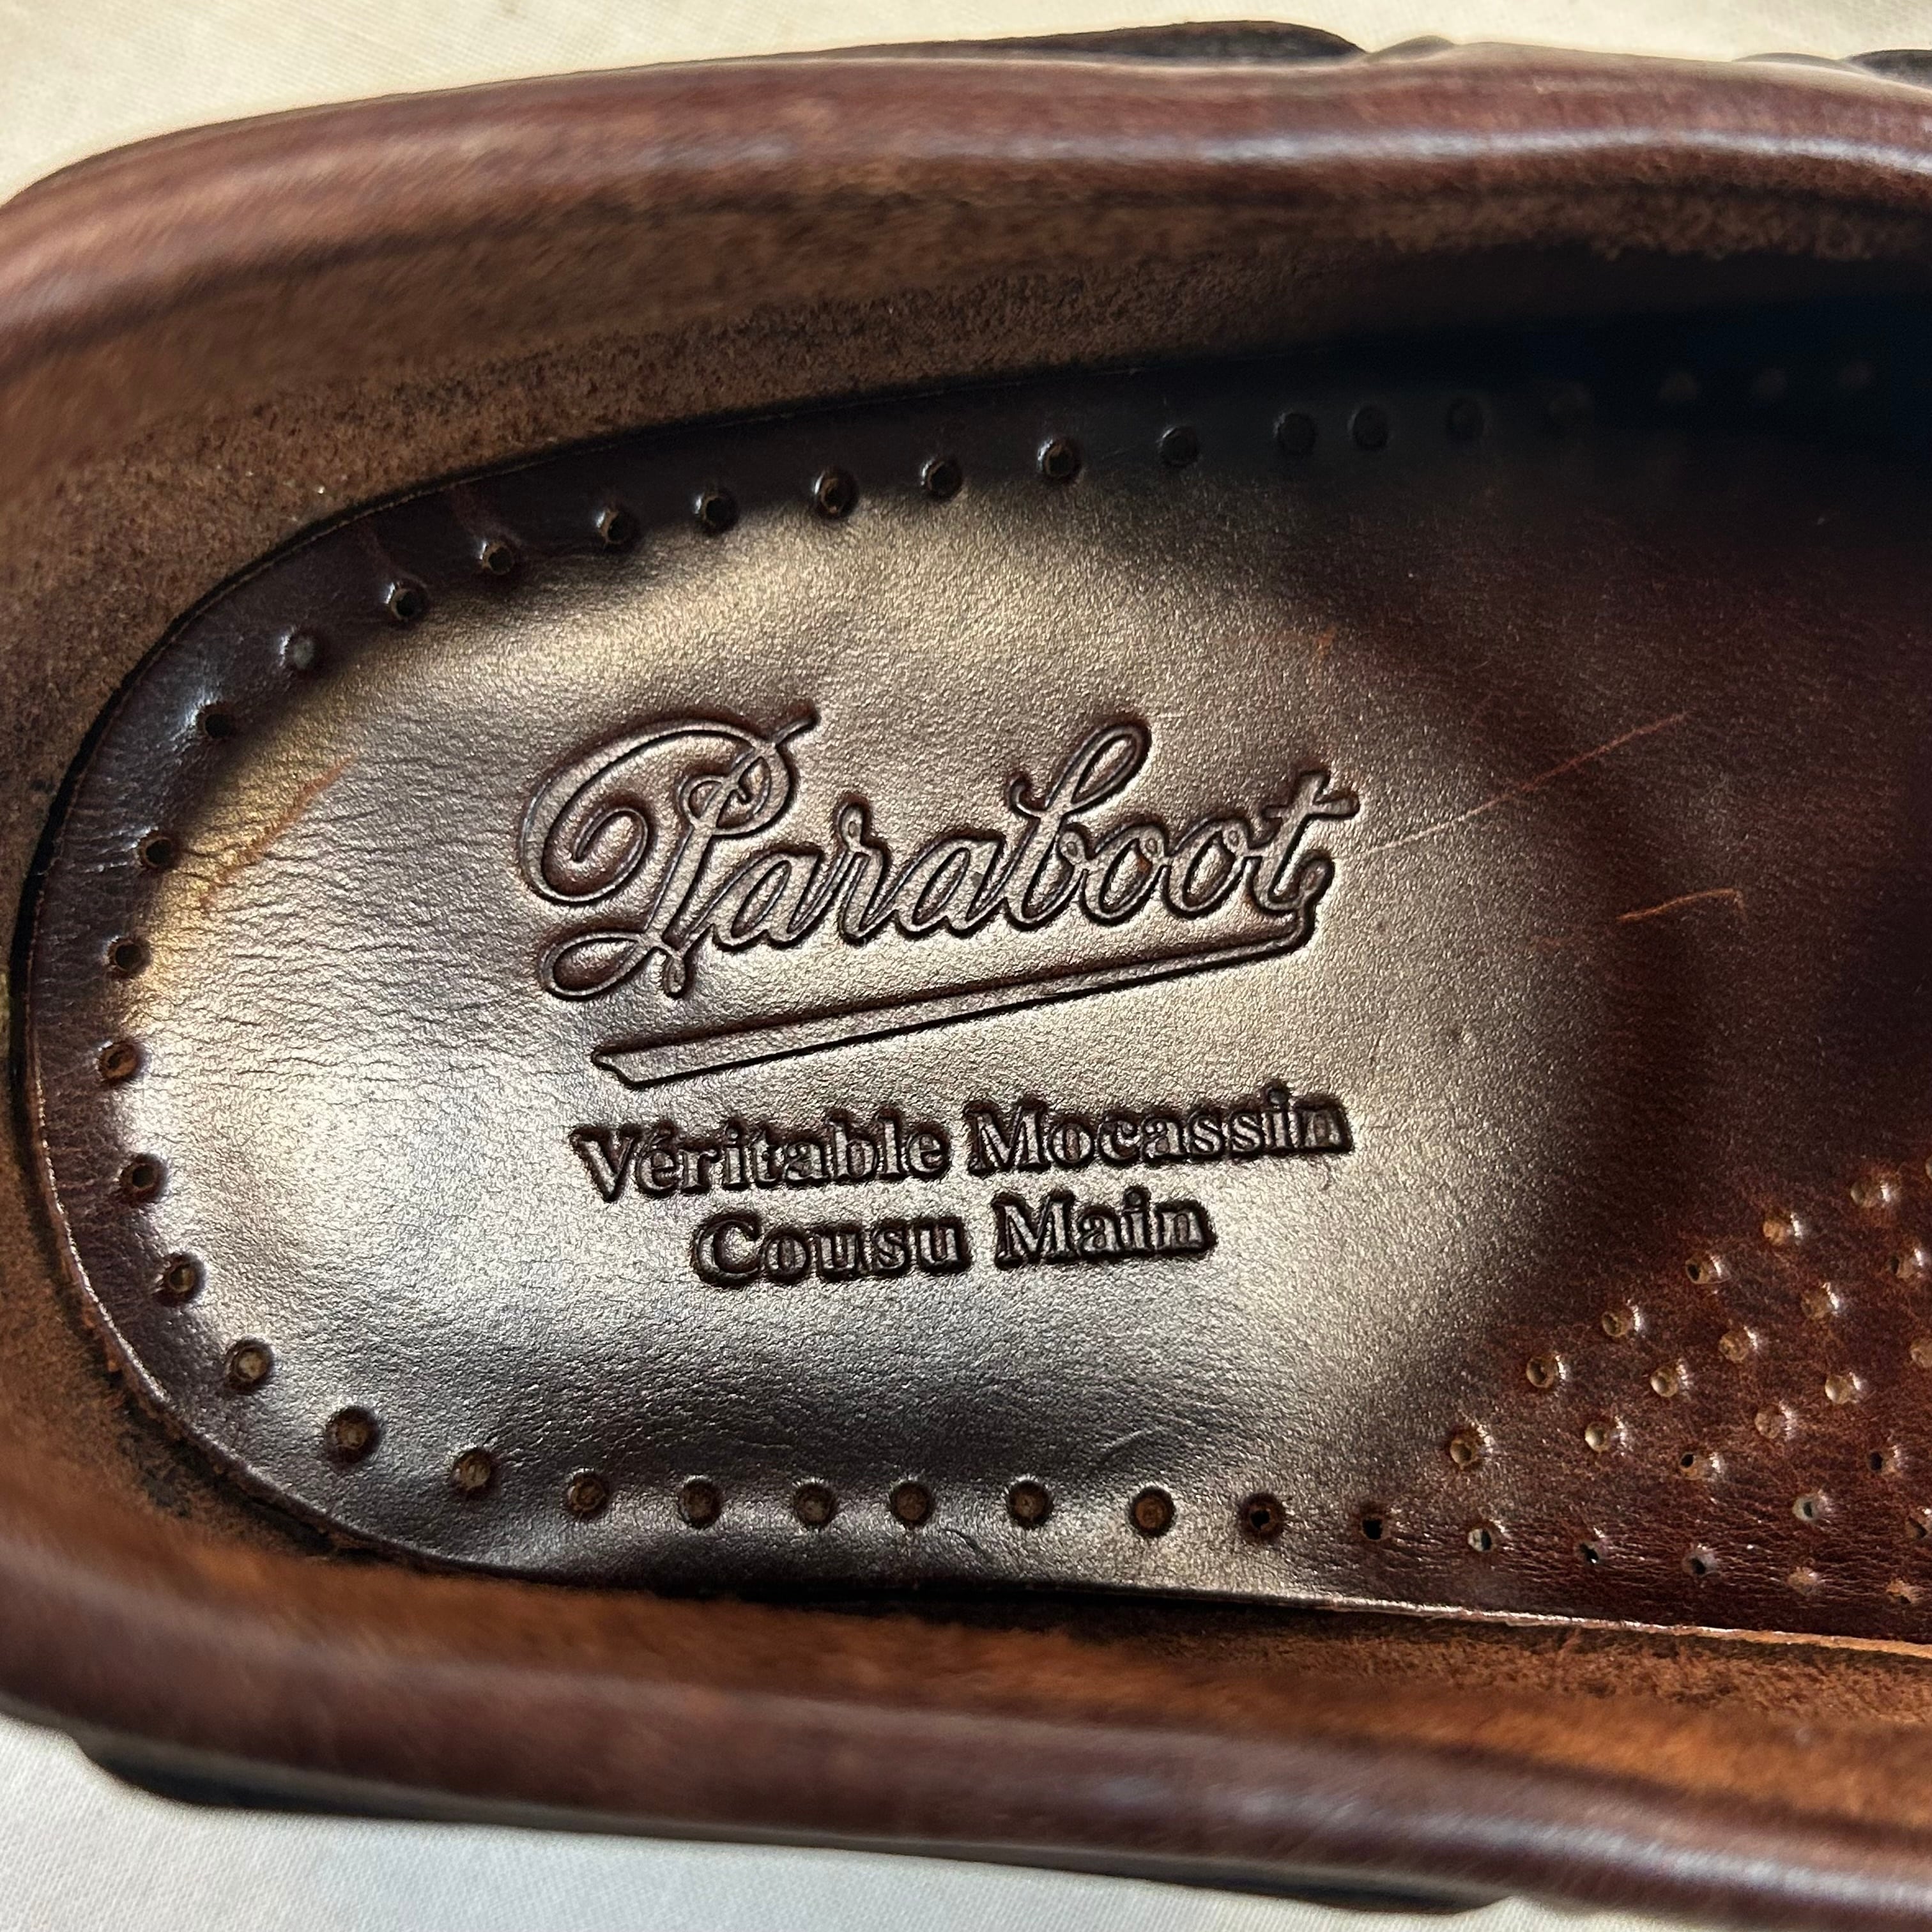 Paraboot
Véritable Mocassin
Cousu Main